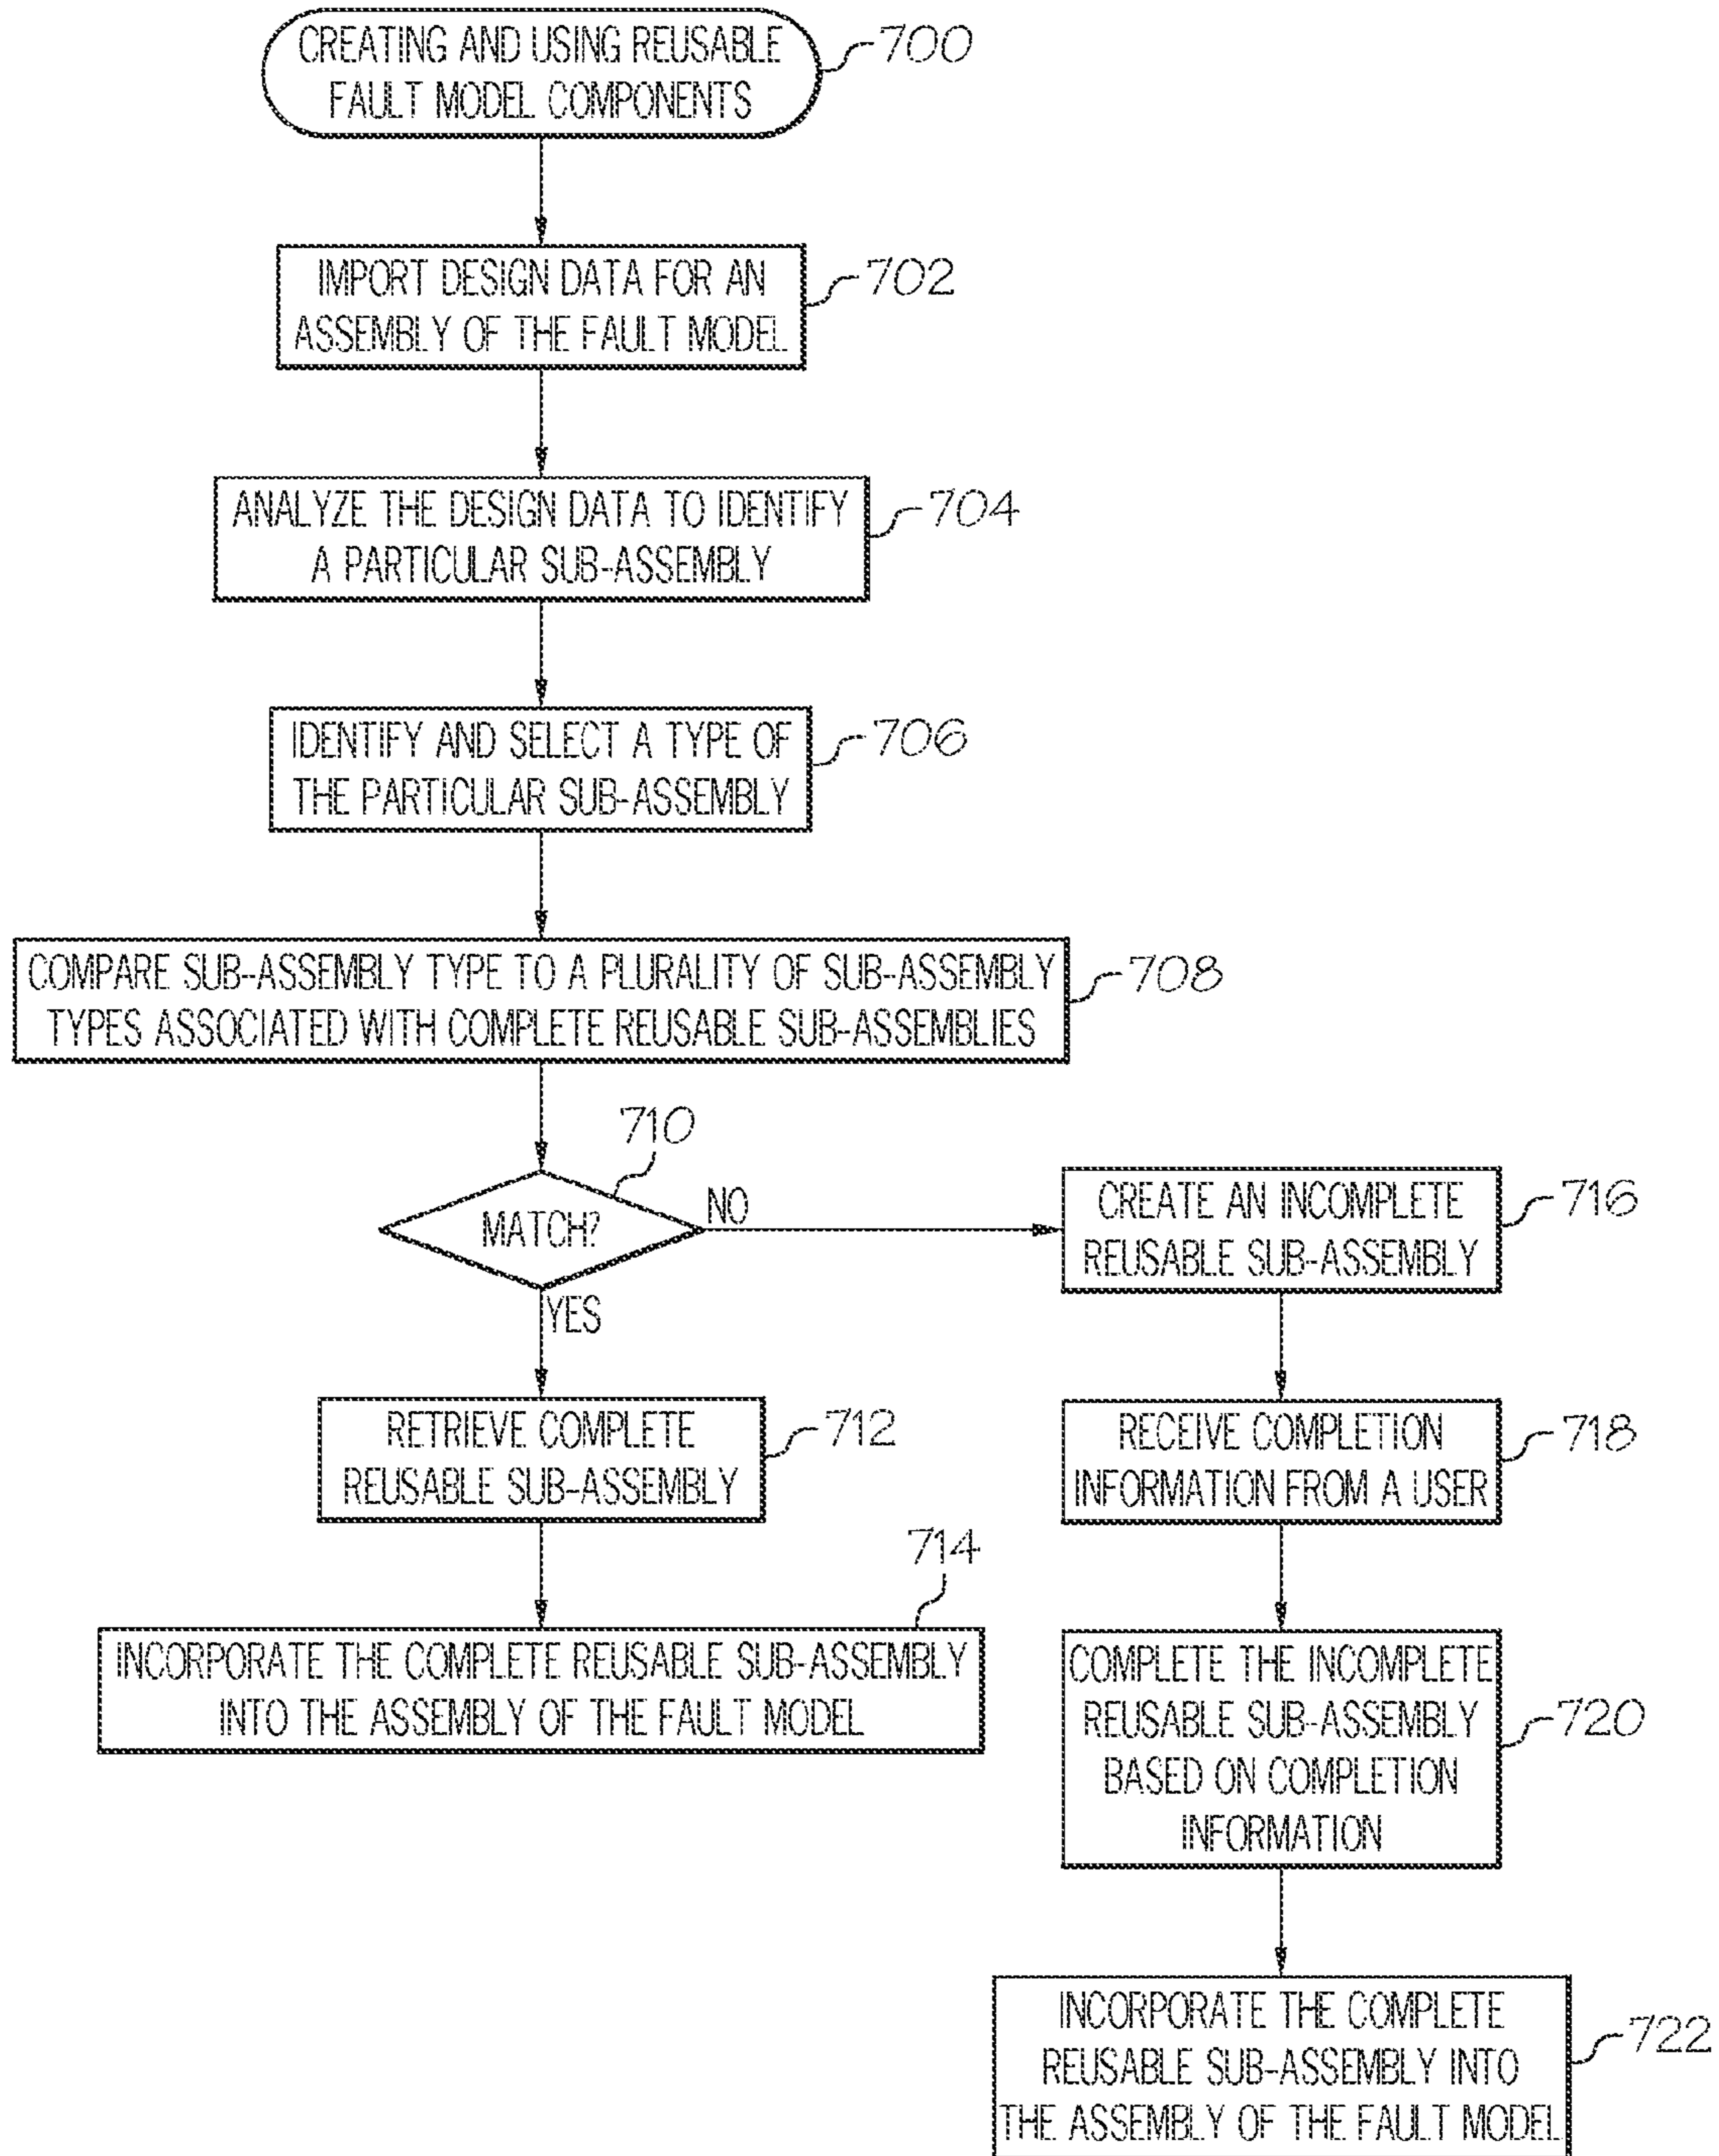 CREATING AND USING REUSABLE
FAULT MODEL COMPONENTS
700
IMPORT DESIGN DATA FOR AN
ASSEMBLY OF THE FAULT MODEL
702
ANALYZE THE DESIGN DATA TO IDENTIFY
A PARTICULAR SUB-ASSEMBLY
704
IDENTIFY AND SELECT A TYPE OF
THE PARTICULAR SUB-ASSEMBLY
706
COMPARE SUB-ASSEMBLY TYPE TO A PLURALITY OF SUB-ASSEMBLY
TYPES ASSOCIATED WITH COMPLETE REUSABLE SUB-ASSEMBLIES
708
710
MATCH?
NO
YES
RETRIEVE COMPLETE
REUSABLE SUB-ASSEMBLY
712
714
INCORPORATE THE COMPLETE REUSABLE SUB-ASSEMBLY
INTO THE ASSEMBLY OF THE FAULT MODEL
CREATE AN INCOMPLETE
REUSABLE SUB-ASSEMBLY
716
RECEIVE COMPLETION
INFORMATION FROM A USER
718
COMPLETE THE INCOMPLETE
REUSABLE SUB-ASSEMBLY
BASED ON COMPLETION
INFORMATION
720
INCORPORATE THE COMPLETE
REUSABLE SUB-ASSEMBLY INTO
THE ASSEMBLY OF THE FAULT MODEL
722